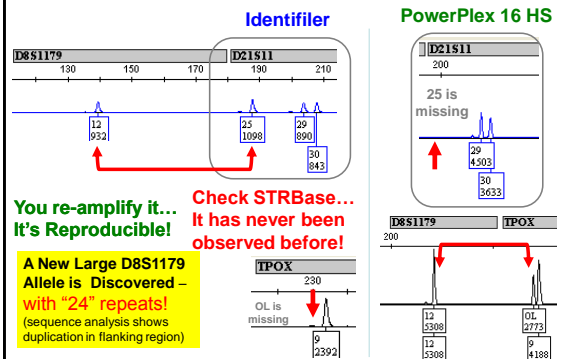 Identifiler
D8S1179
D21S11
130 150 170 190 210
12
932
25
1098
29
890
30
843
PowerPlex 16 HS
D21S11
200
25 is
missing
29
4503
30
3633
You re-amplify it…
It's Reproducible!
Check STRBase…
It has never been
observed before!
A New Large D8S1179
Allele is Discovered –
with "24" repeats!
(sequence analysis shows
duplication in flanking region)
TPOX
230
OL is
missing
9
2392
D8S1179
TPOX
200
12
5308
12
5308
OL
2773
9
4188